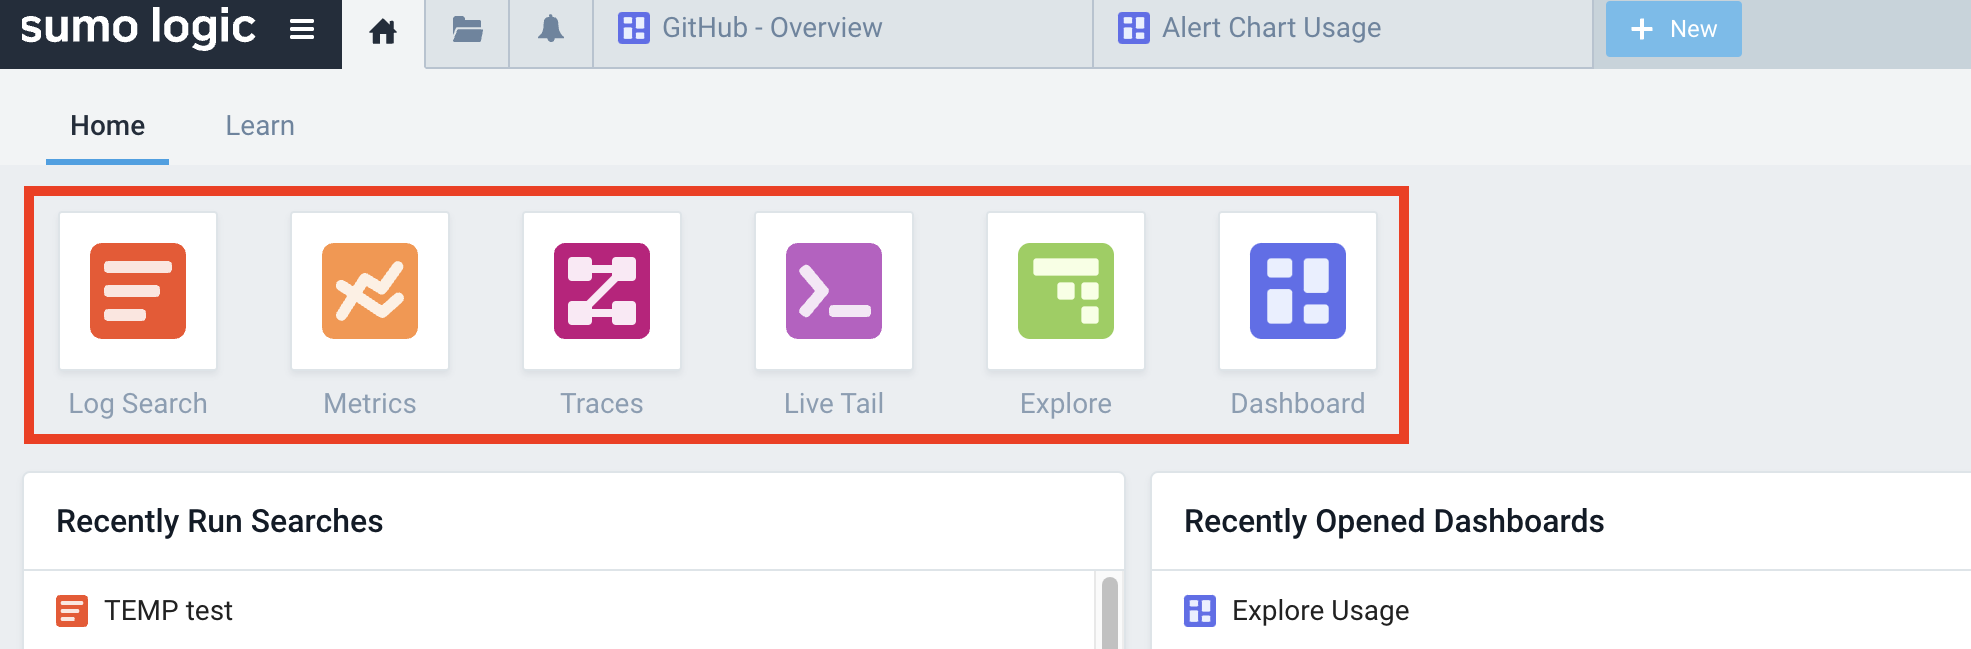 sumo logic
GitHub - Overview
Alert Chart Usage
New
Home
Learn
Log Search
Metrics
Traces
Live Tail
Explore
Dashboard
Recently Run Searches
TEMP test
Recently Opened Dashboards
Explore Usage